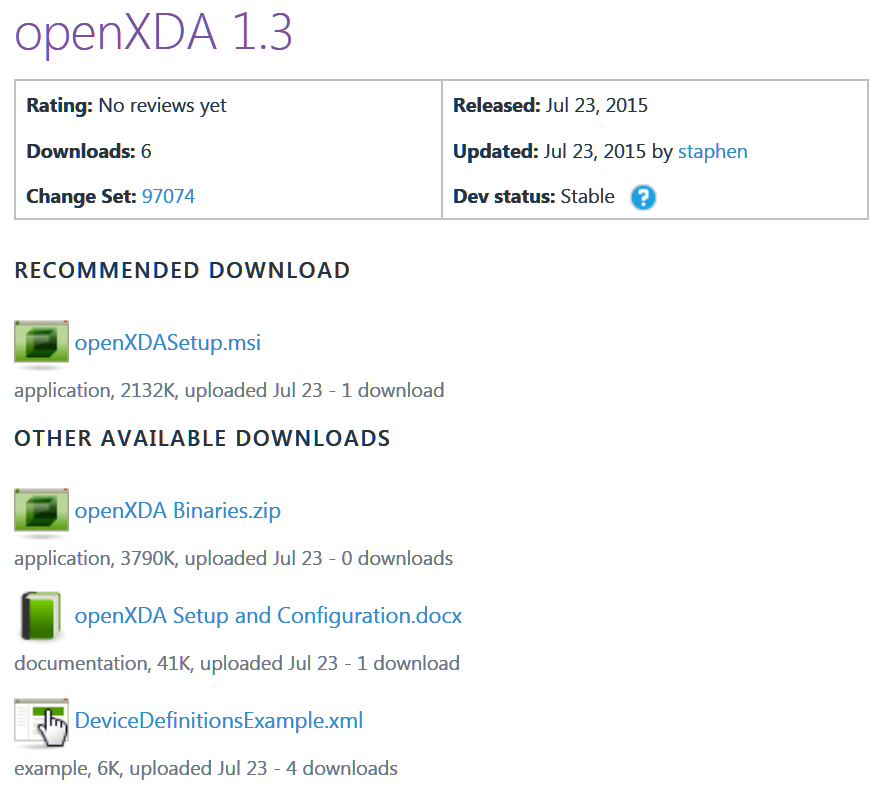 openXDA 1.3
Rating: No reviews yet
Released: Jul 23, 2015
Downloads: 6
Updated: Jul 23, 2015 by staphen
Change Set: 97074
Dev status: Stable ?
RECOMMENDED DOWNLOAD
openXDASetup.msi
application, 2132K, uploaded Jul 23 - 1 download
OTHER AVAILABLE DOWNLOADS
openXDA Binaries.zip
application, 3790K, uploaded Jul 23 - 0 downloads
openXDA Setup and Configuration.docx
documentation, 41K, uploaded Jul 23 - 1 download
DeviceDefinitionsExample.xml
example, 6K, uploaded Jul 23 - 4 downloads